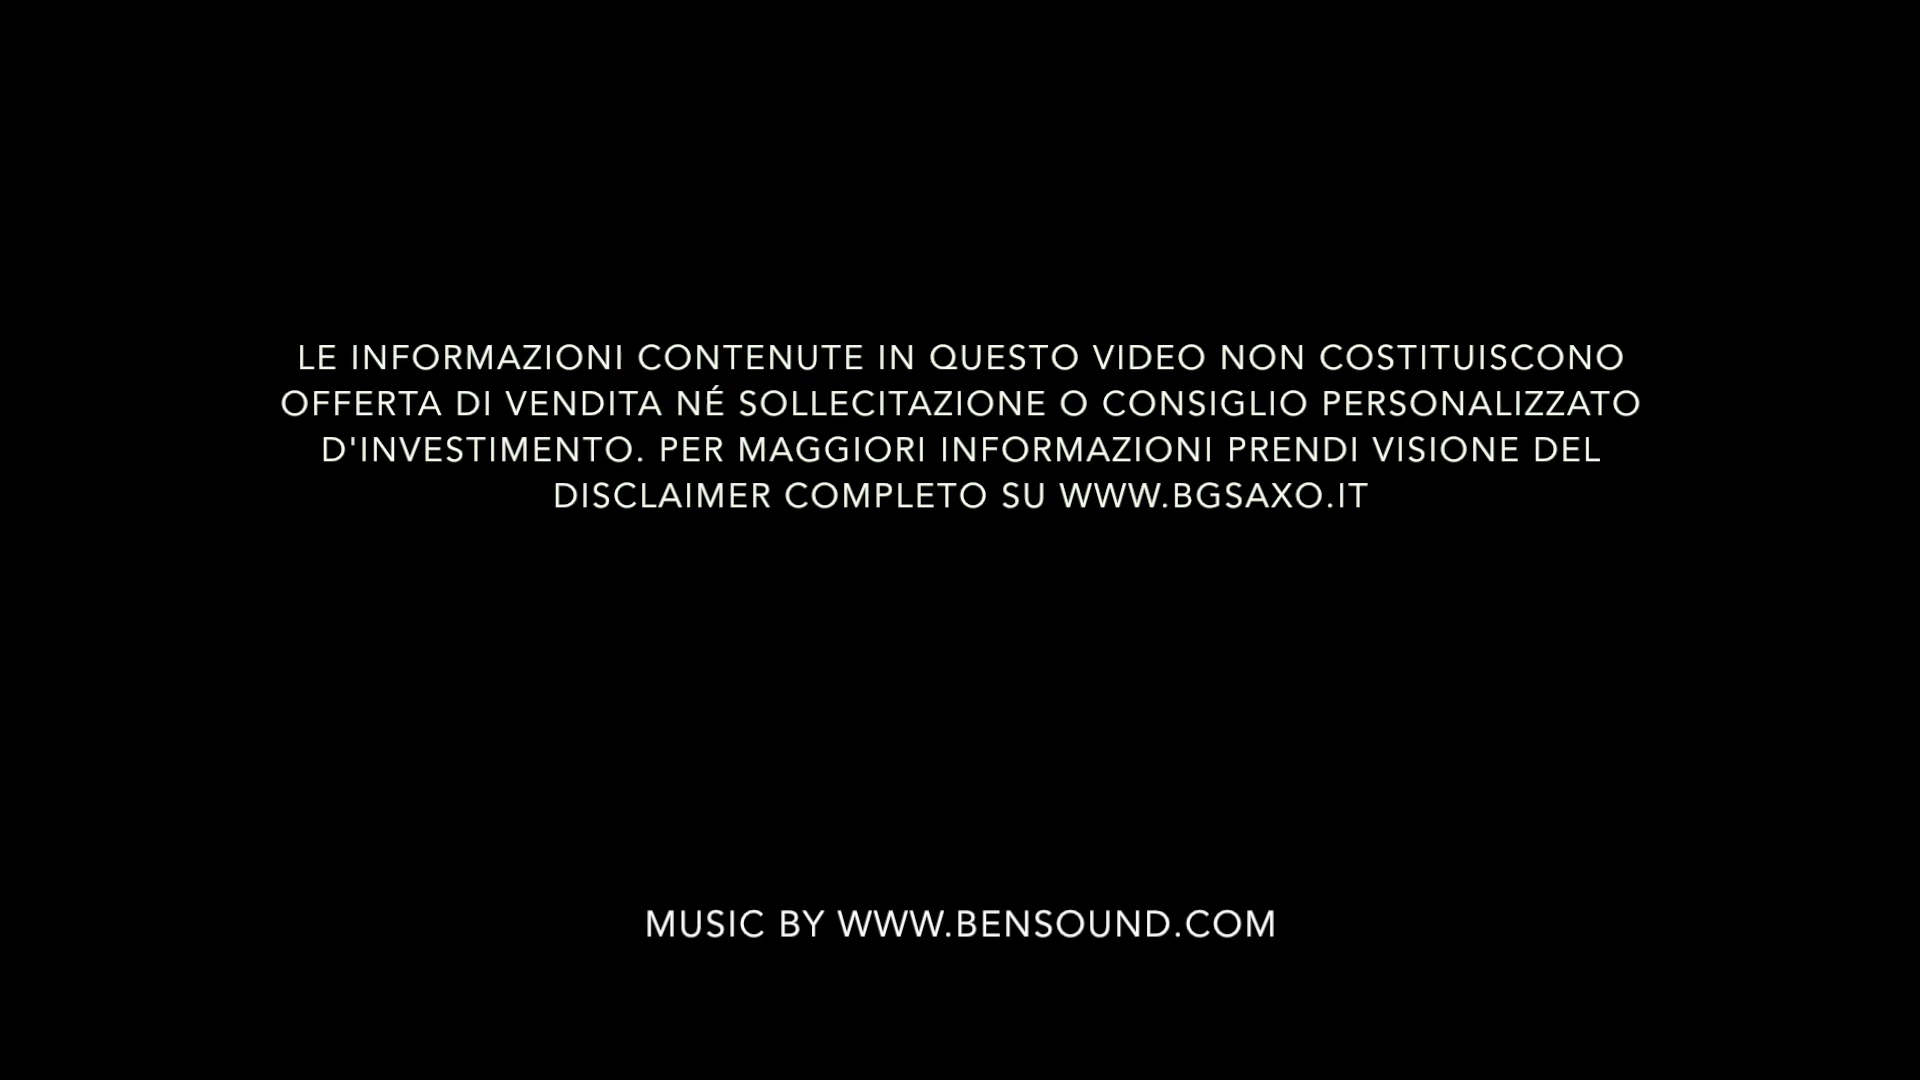 LE INFORMAZIONI CONTENUTE IN QUESTO VIDEO NON COSTITUISCONO
OFFERTA DI VENDITA NÉ SOLLECITAZIONE O CONSIGLIO PERSONALIZZATO
D'INVESTIMENTO. PER MAGGIORI INFORMAZIONI PRENDI VISIONE DEL
DISCLAIMER COMPLETO SU WWW.BGSAXO.IT
MUSIC BY WWW.BENSOUND.COM